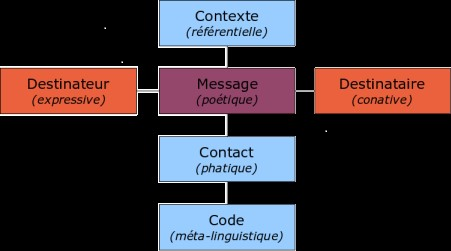 Contexte
(référentielle)
Destinateur
(expressive)
Message
(poétique)
Destinataire
(conative)
Contact
(phatique)
Code
(méta-linguistique)